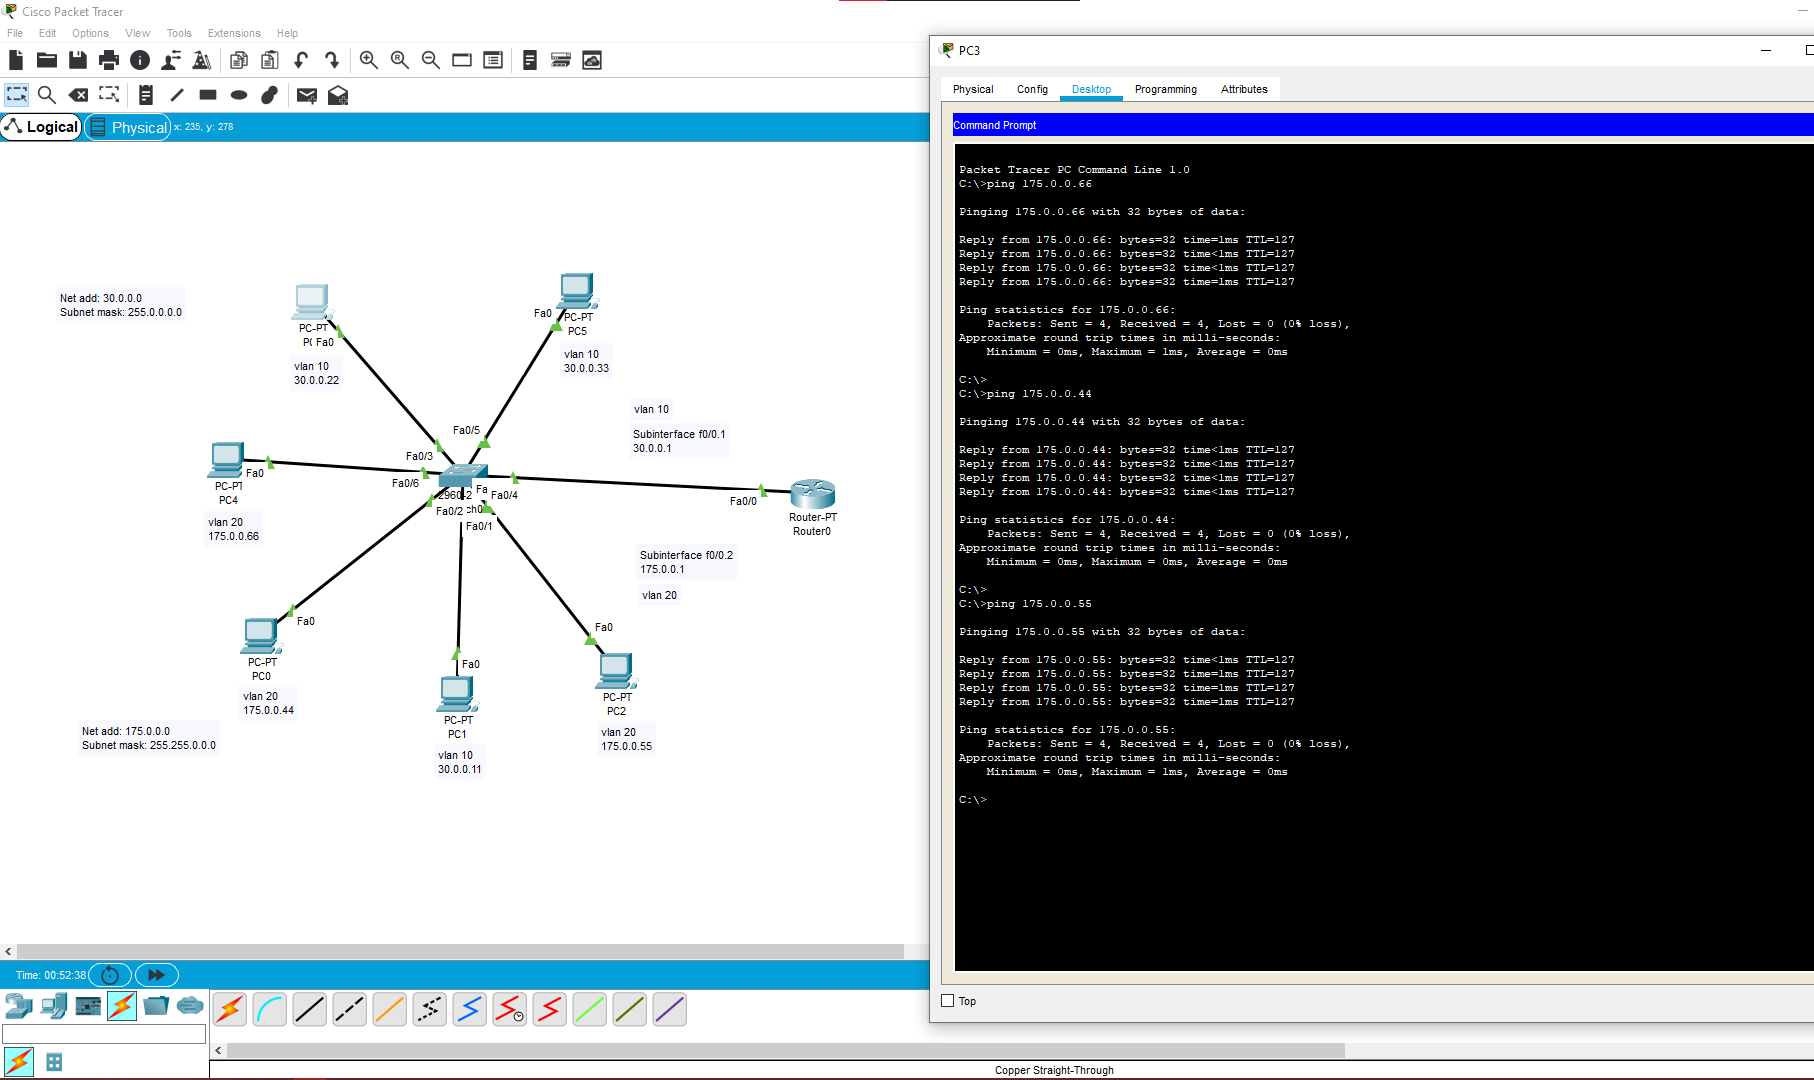 Cisco Packet Tracer
File Edit Options View Tools Extensions Help
Logical Physical x: 235, y: 278
Net add: 30.0.0.0
Subnet mask: 255.0.0.0.0
PC-PT
Fa0
vlan 10
30.0.0.22
Fa0
PC-PT
PC5
vlan 10
30.0.0.33
vlan 10
Subinterface f0/0.1
30.0.0.1
Fa0/5
Fa0/3
Fa0/6
Fa0
PC-PT
PC4
vlan 20
175.0.0.66
2960-2
Fa
Fa0/4
Fa0/2
ch0
Fa0/1
Fa0/0
Router-PT
Router0
Subinterface f0/0.2
175.0.0.1
vlan 20
Fa0
PC-PT
PC0
vlan 20
175.0.0.44
Fa0
PC-PT
PC1
vlan 10
30.0.0.11
Fa0
PC-PT
PC2
vlan 20
175.0.0.55
Net add: 175.0.0.0
Subnet mask: 255.255.0.0.0
Time: 00:52:38
Copper Straight-Through
PC3
Physical Config Desktop Programming Attributes
Command Prompt
Packet Tracer PC Command Line 1.0
C:\>ping 175.0.0.66
Pinging 175.0.0.66 with 32 bytes of data:
Reply from 175.0.0.66: bytes=32 time=1ms TTL=127
Reply from 175.0.0.66: bytes=32 time<1ms TTL=127
Reply from 175.0.0.66: bytes=32 time=1ms TTL=127
Reply from 175.0.0.66: bytes=32 time=1ms TTL=127
Ping statistics for 175.0.0.66:
Packets: Sent = 4, Received = 4, Lost = 0 (0% loss),
Approximate round trip times in milli-seconds:
Minimum = 0ms, Maximum = 1ms, Average = 0ms
C:\>
C:\>ping 175.0.0.44
Pinging 175.0.0.44 with 32 bytes of data:
Reply from 175.0.0.44: bytes=32 time<1ms TTL=127
Reply from 175.0.0.44: bytes=32 time<1ms TTL=127
Reply from 175.0.0.44: bytes=32 time<1ms TTL=127
Reply from 175.0.0.44: bytes=32 time<1ms TTL=127
Ping statistics for 175.0.0.44:
Packets: Sent = 4, Received = 4, Lost = 0 (0% loss),
Approximate round trip times in milli-seconds:
Minimum = 0ms, Maximum = 0ms, Average = 0ms
C:\>
C:\>ping 175.0.0.55
Pinging 175.0.0.55 with 32 bytes of data:
Reply from 175.0.0.55: bytes=32 time<1ms TTL=127
Reply from 175.0.0.55: bytes=32 time=1ms TTL=127
Reply from 175.0.0.55: bytes=32 time<1ms TTL=127
Reply from 175.0.0.55: bytes=32 time=1ms TTL=127
Ping statistics for 175.0.0.55:
Packets: Sent = 4, Received = 4, Lost = 0 (0% loss),
Approximate round trip times in milli-seconds:
Minimum = 0ms, Maximum = 1ms, Average = 0ms
C:\>
Top